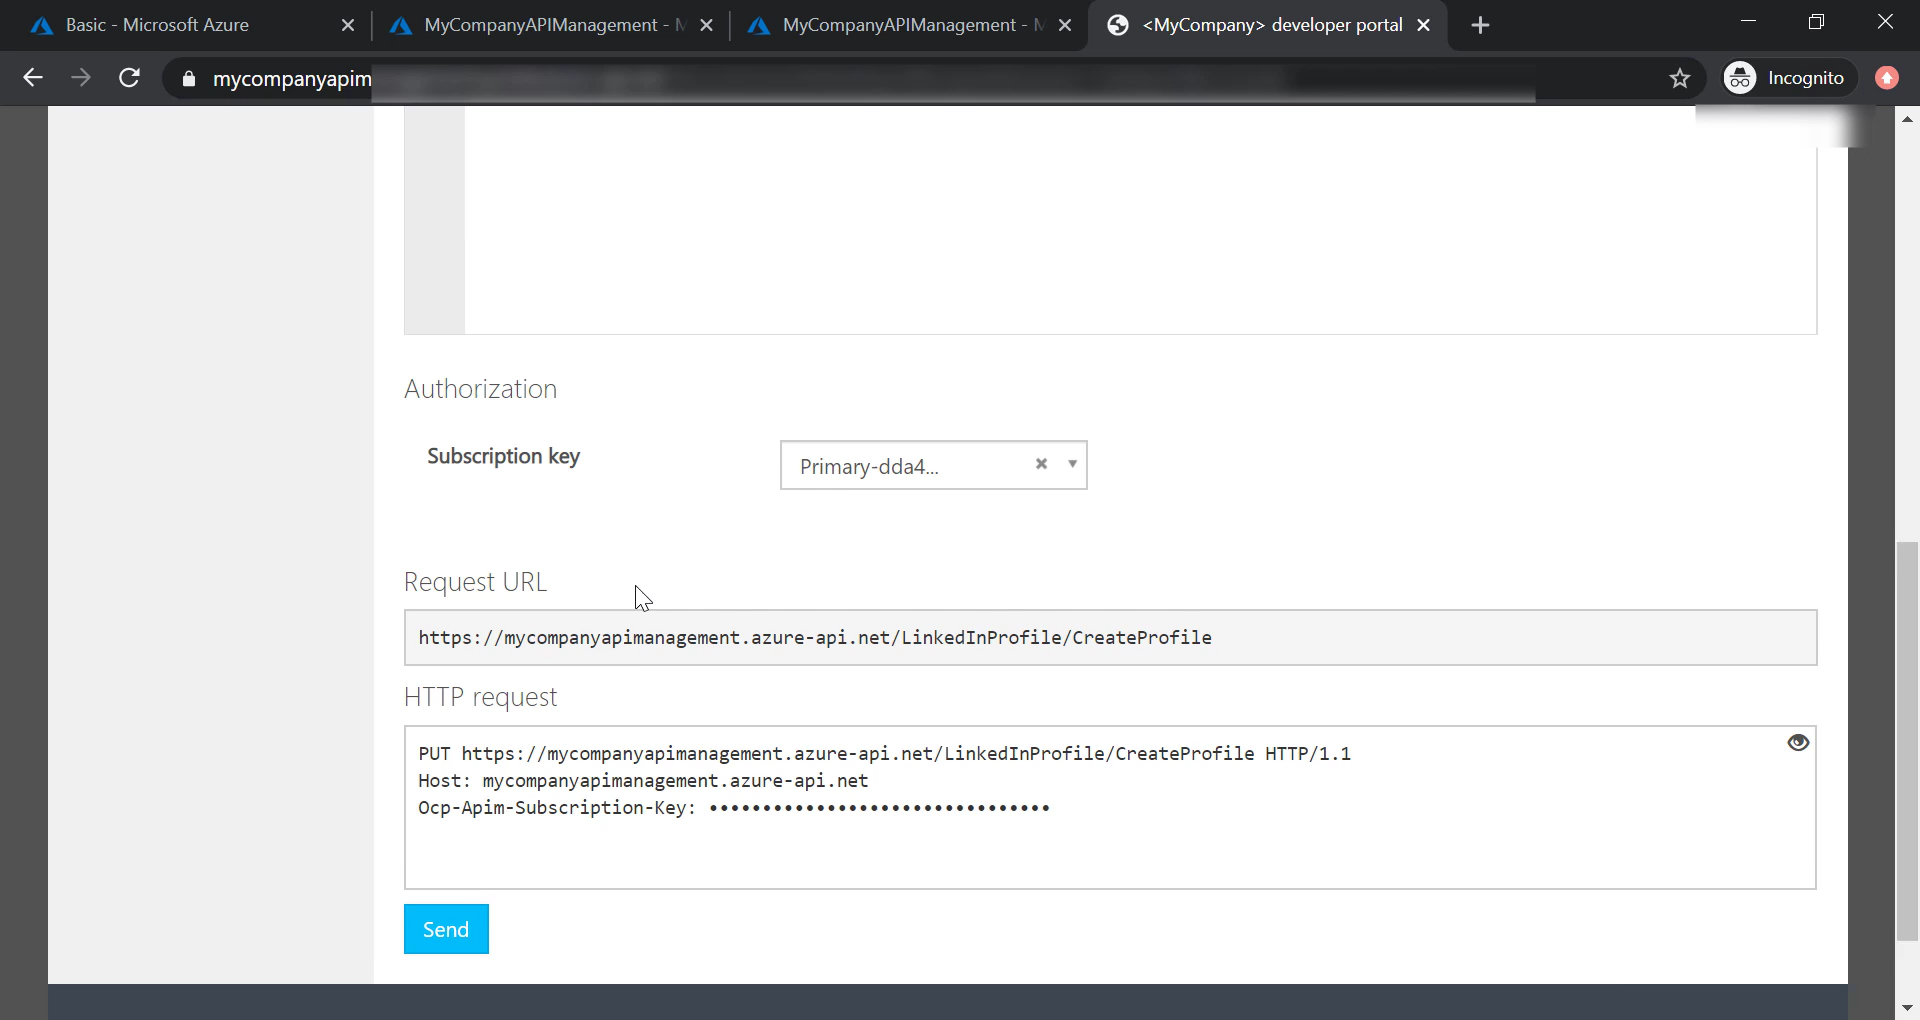 Basic - Microsoft Azure
MyCompanyAPIManagement - M
MyCompanyAPIManagement - M
<MyCompany> developer portal
mycompanyapim
Incognito
Authorization
Subscription key
Primary-dda4...
Request URL
https://mycompanyapimanagement.azure-api.net/LinkedInProfile/CreateProfile
HTTP request
PUT https://mycompanyapimanagement.azure-api.net/LinkedInProfile/CreateProfile HTTP/1.1
Host: mycompanyapimanagement.azure-api.net
Ocp-Apim-Subscription-Key: ••••••••••••••••••••••••••••••••
Send